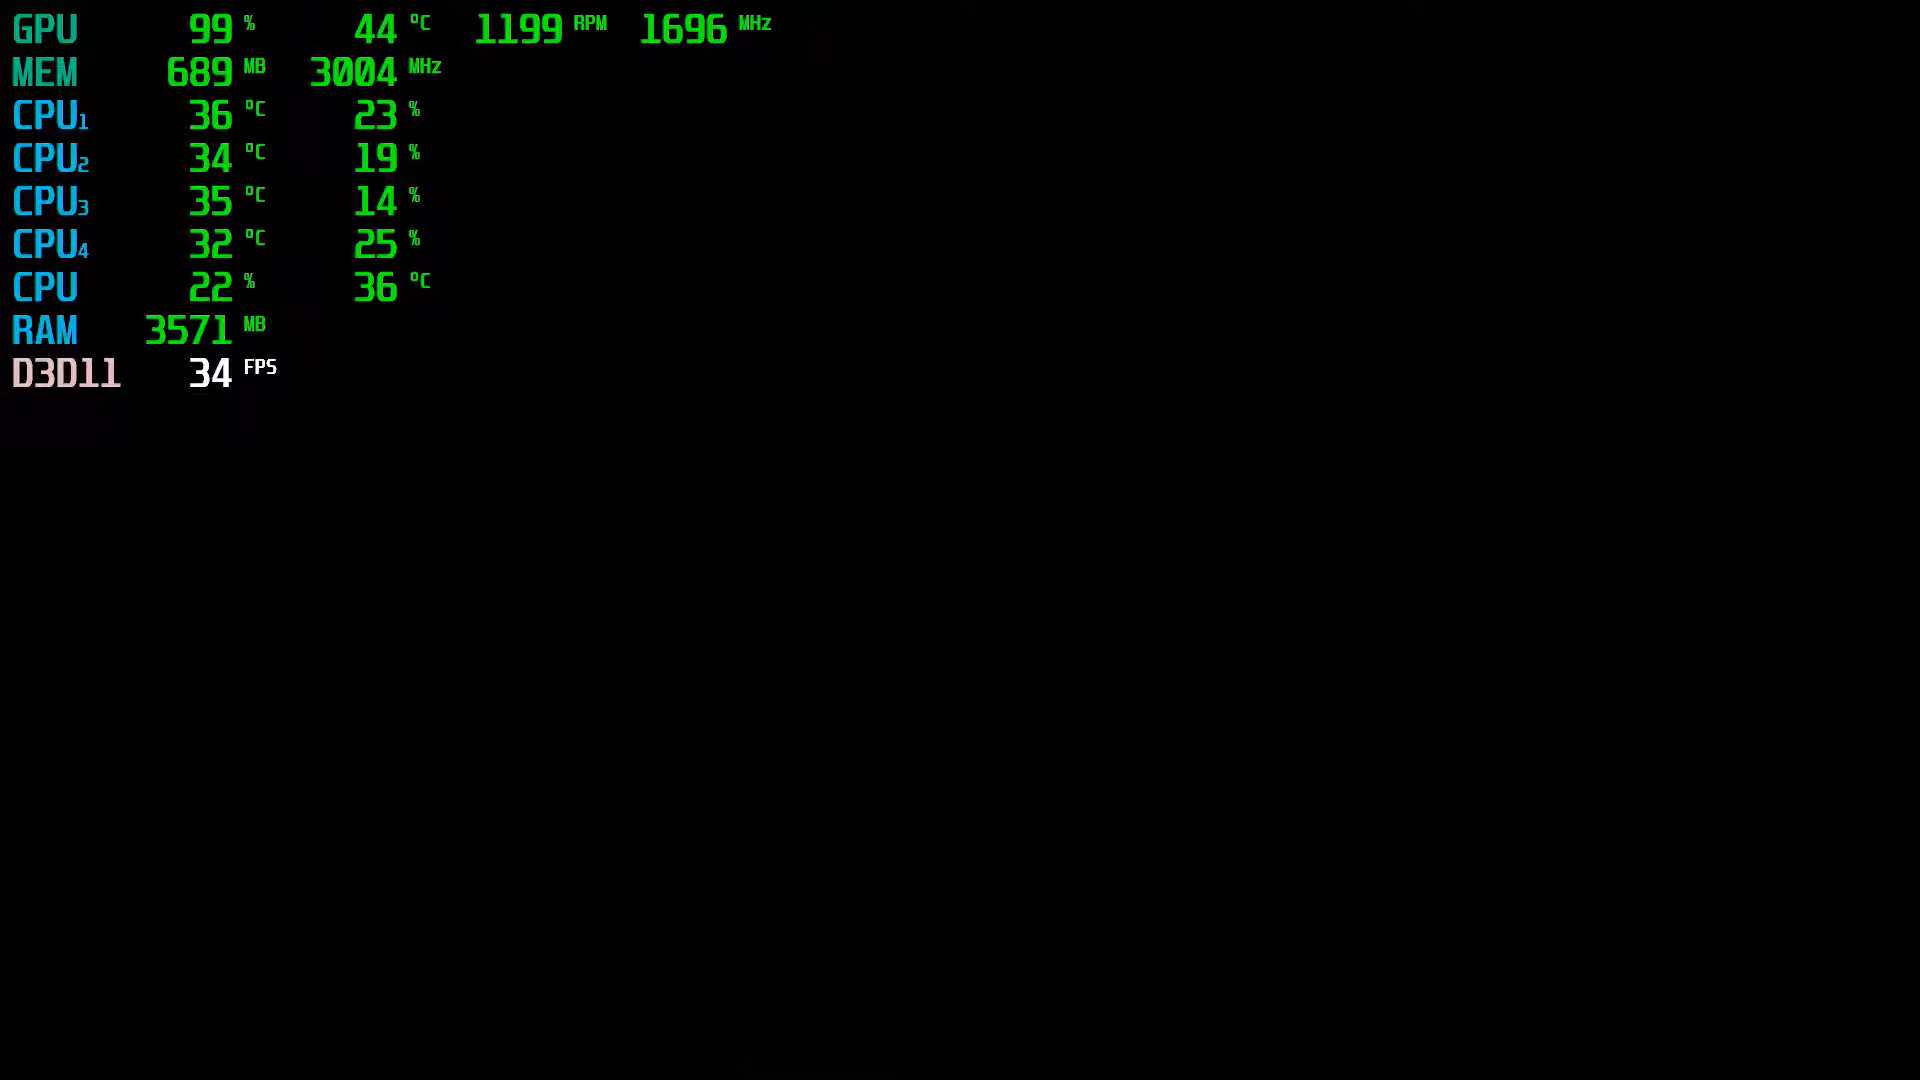 GPU 99 % 44 °C 1199 RPM 1696 MHz
MEM 689 MB 3004 MHz
CPU1 36 °C 23 %
CPU2 34 °C 19 %
CPU3 35 °C 14 %
CPU4 32 °C 25 %
CPU 22 % 36 °C
RAM 3571 MB
D3D11 34 FPS